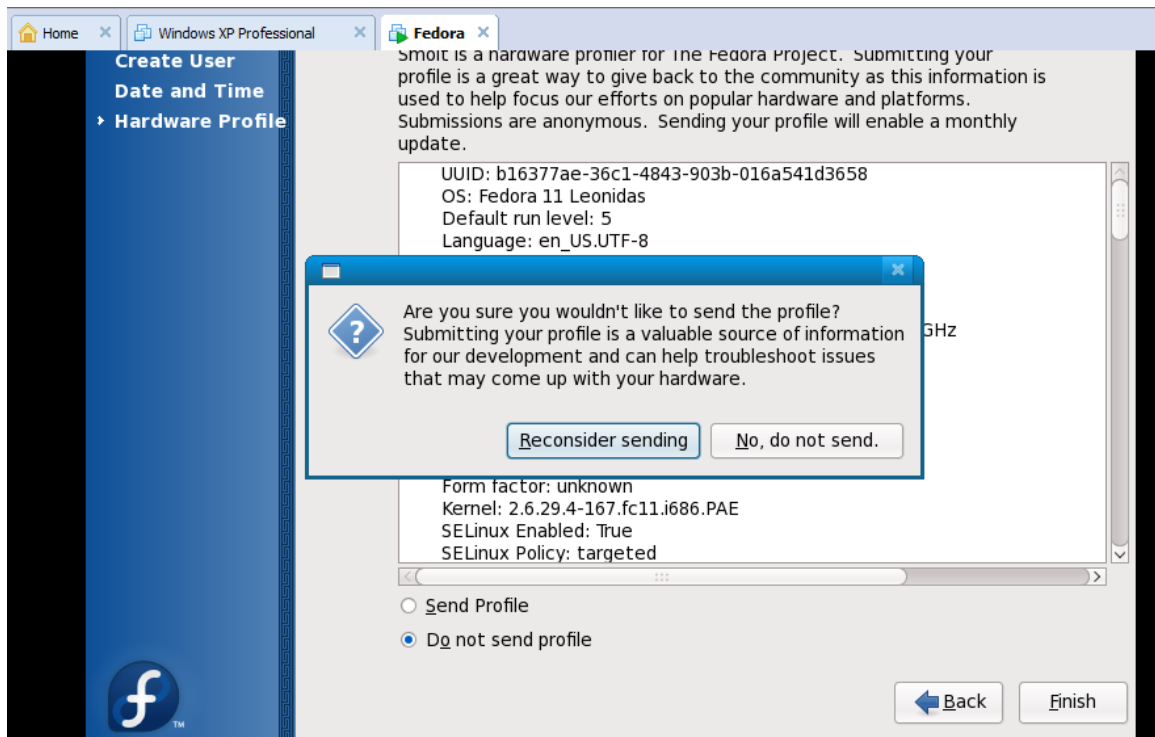 Home
Windows XP Professional
Fedora
Create User
Date and Time
Hardware Profile
Smolt is a hardware profiler for The Fedora Project. Submitting your
profile is a great way to give back to the community as this information is
used to help focus our efforts on popular hardware and platforms.
Submissions are anonymous. Sending your profile will enable a monthly
update.
UUID: b16377ae-36c1-4843-903b-016a541d3658
OS: Fedora 11 Leonidas
Default run level: 5
Language: en_US.UTF-8
GHz
Are you sure you wouldn't like to send the profile?
Submitting your profile is a valuable source of information
for our development and can help troubleshoot issues
that may come up with your hardware.
Reconsider sending
No, do not send.
Form factor: unknown
Kernel: 2.6.29.4-167.fc11.i686.PAE
SELinux Enabled: True
SELinux Policy: targeted
Send Profile
Do not send profile
Back
Finish
TM